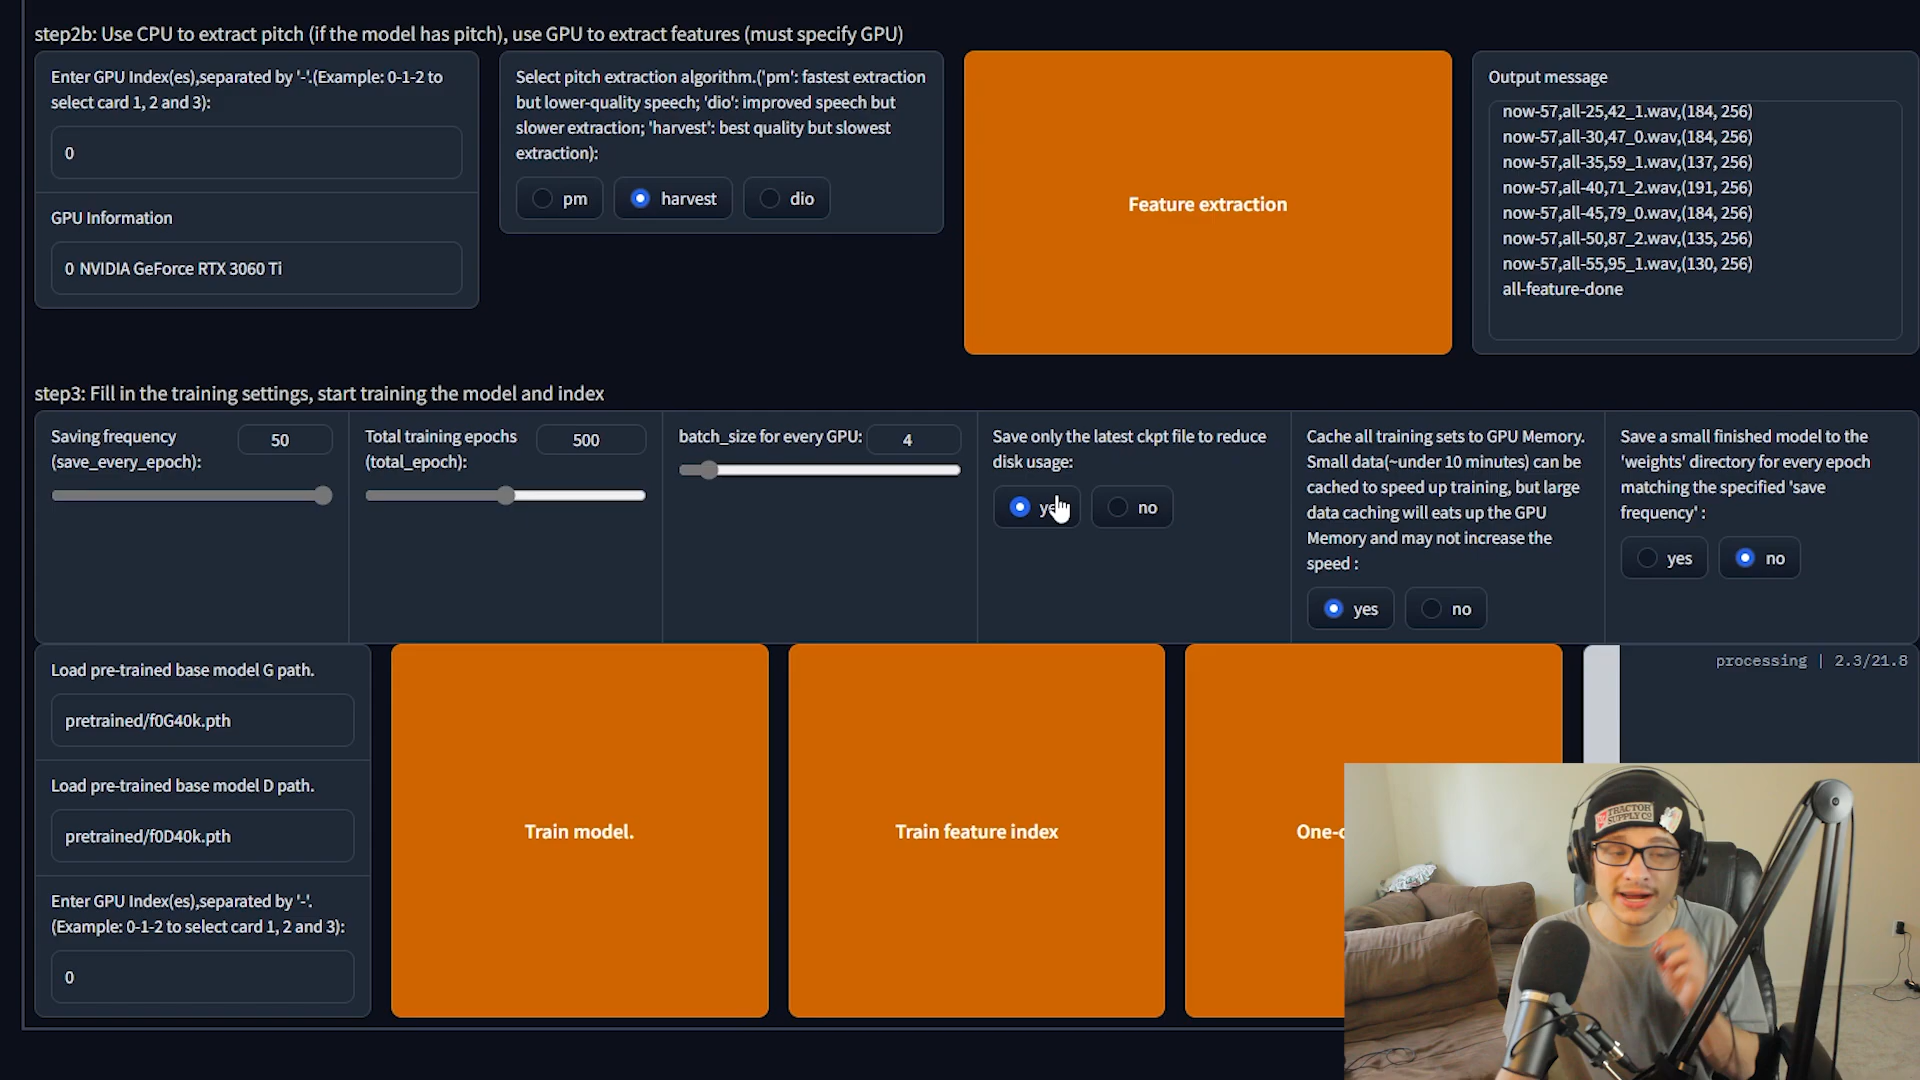 step2b: Use CPU to extract pitch (if the model has pitch), use GPU to extract features (must specify GPU)
Enter GPU Index(es),separated by '-'.(Example: 0-1-2 to
select card 1, 2 and 3):
0
GPU Information
0 NVIDIA GeForce RTX 3060 Ti
Select pitch extraction algorithm.('pm': fastest extraction
but lower-quality speech; 'dio': improved speech but
slower extraction; 'harvest': best quality but slowest
extraction):
pm
harvest
dio
Feature extraction
Output message
now-57,all-25,42_1.wav,(184, 256)
now-57,all-30,47_0.wav,(184, 256)
now-57,all-35,59_1.wav,(137, 256)
now-57,all-40,71_2.wav,(191, 256)
now-57,all-45,79_0.wav,(184, 256)
now-57,all-50,87_2.wav,(135, 256)
now-57,all-55,95_1.wav,(130, 256)
all-feature-done
step3: Fill in the training settings, start training the model and index
Saving frequency
(save_every_epoch):
50
Total training epochs
(total_epoch):
500
batch_size for every GPU:
4
Save only the latest ckpt file to reduce
disk usage:
no
Cache all training sets to GPU Memory.
Small data(~under 10 minutes) can be
cached to speed up training, but large
data caching will eats up the GPU
Memory and may not increase the
speed :
yes
no
Save a small finished model to the
'weights' directory for every epoch
matching the specified 'save
frequency' :
yes
no
Load pre-trained base model G path.
pretrained/f0G40k.pth
Load pre-trained base model D path.
pretrained/f0D40k.pth
Enter GPU Index(es),separated by '-'.
(Example: 0-1-2 to select card 1, 2 and 3):
0
Train model.
Train feature index
One-
processing | 2.3/21.8
TRACTOR
SUPPLY CO